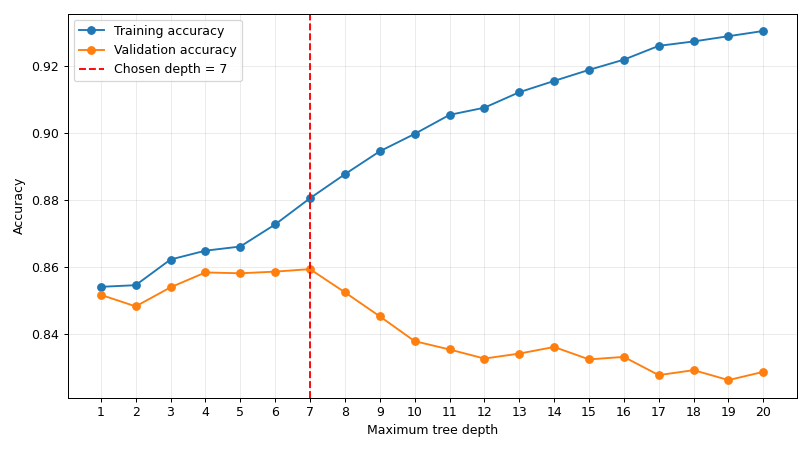 Training accuracy
Validation accuracy
Chosen depth = 7
Accuracy
0.92
0.90
0.88
0.86
0.84
1 2 3 4 5 6 7 8 9 10 11 12 13 14 15 16 17 18 19 20
Maximum tree depth